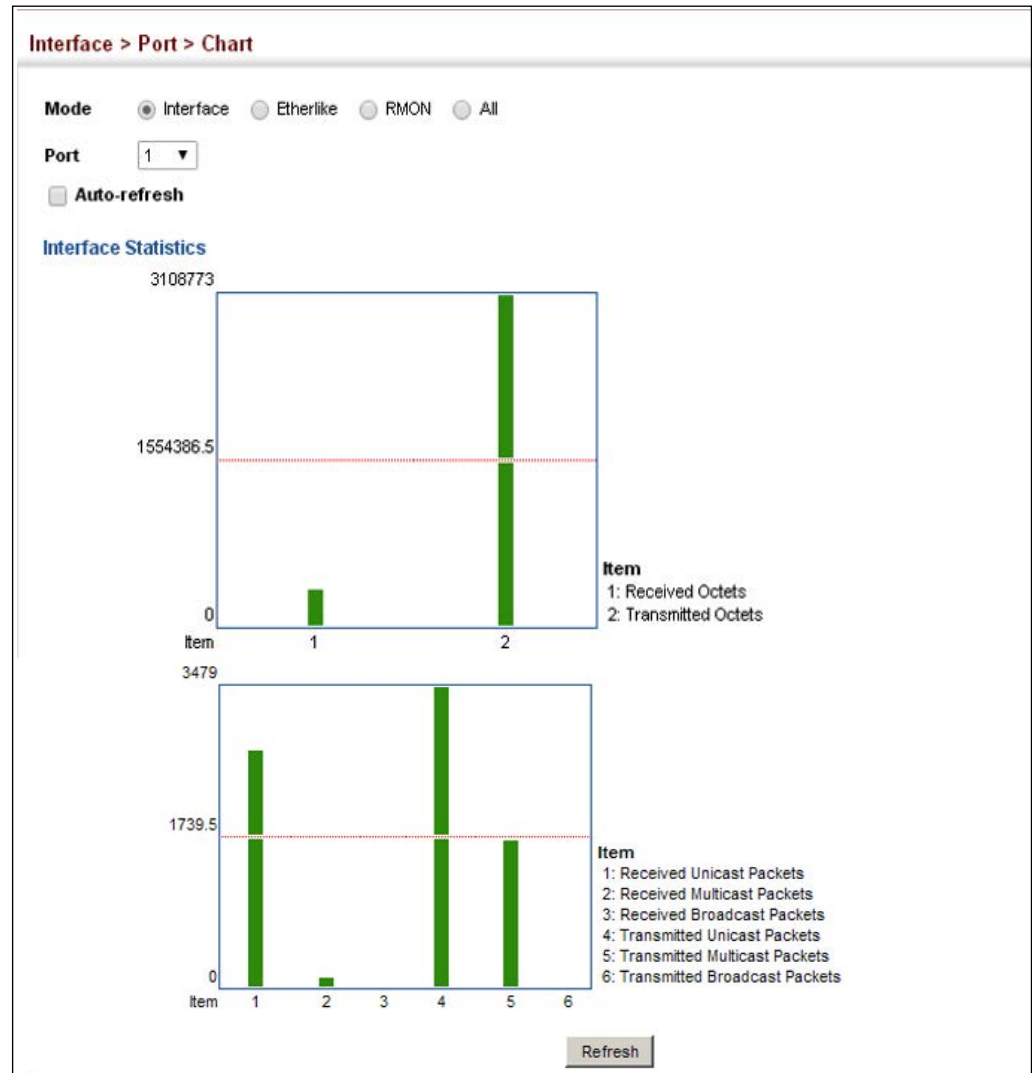 Interface > Port > Chart
Mode Interface Etherlike RMON All
Port 1
Auto-refresh
Interface Statistics
3108773
1554386.5
0
Item 1 2
Item
1: Received Octets
2: Transmitted Octets
3479
1739.5
0
Item 1 2 3 4 5 6
Item
1: Received Unicast Packets
2: Received Multicast Packets
3: Received Broadcast Packets
4: Transmitted Unicast Packets
5: Transmitted Multicast Packets
6: Transmitted Broadcast Packets
Refresh